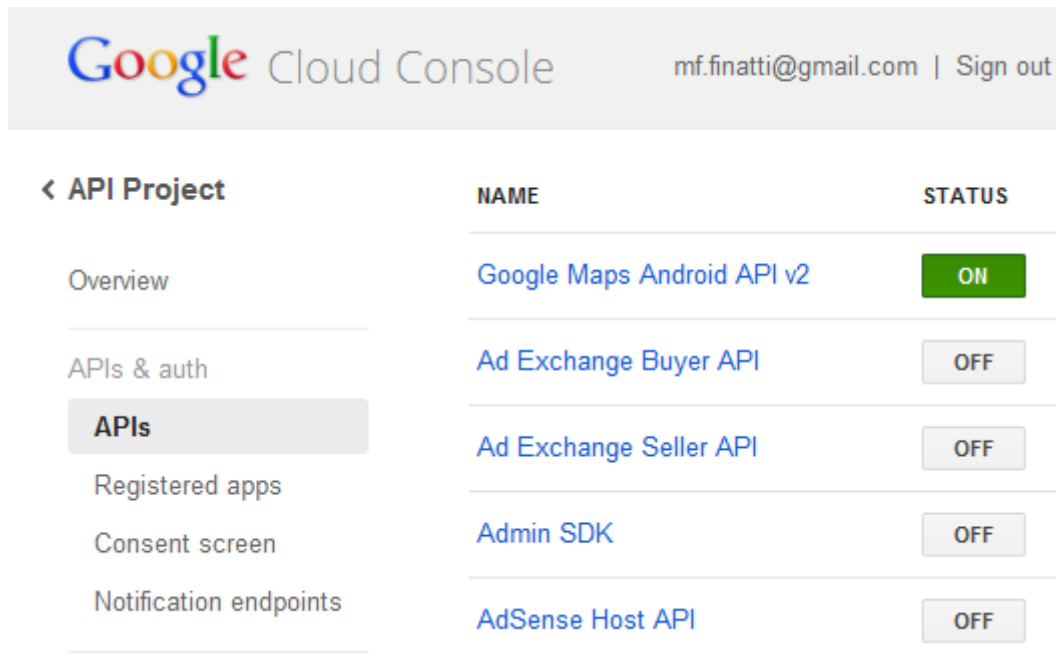 Google Cloud Console
mf.finatti@gmail.com | Sign out
< API Project
Overview
APIs & auth
APIs
Registered apps
Consent screen
Notification endpoints
NAME STATUS
Google Maps Android API v2 ON
Ad Exchange Buyer API OFF
Ad Exchange Seller API OFF
Admin SDK OFF
AdSense Host API OFF